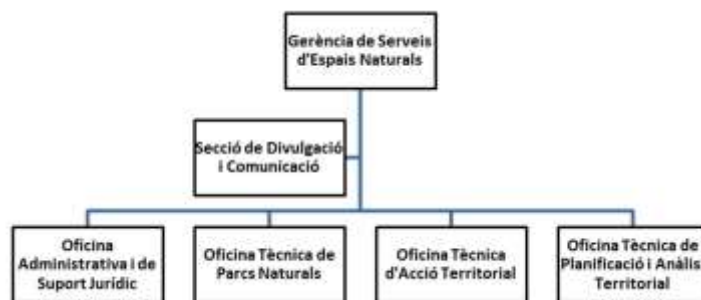 Gerència de Serveis
d'Espais Naturals
Secció de Divulgació
i Comunicació
Oficina
Administrativa i de
Suport Jurídic
Oficina Tècnica de
Parcs Naturals
Oficina Tècnica
d'Acció Territorial
Oficina Tècnica de
Planificació i Anàlisi
Territorial